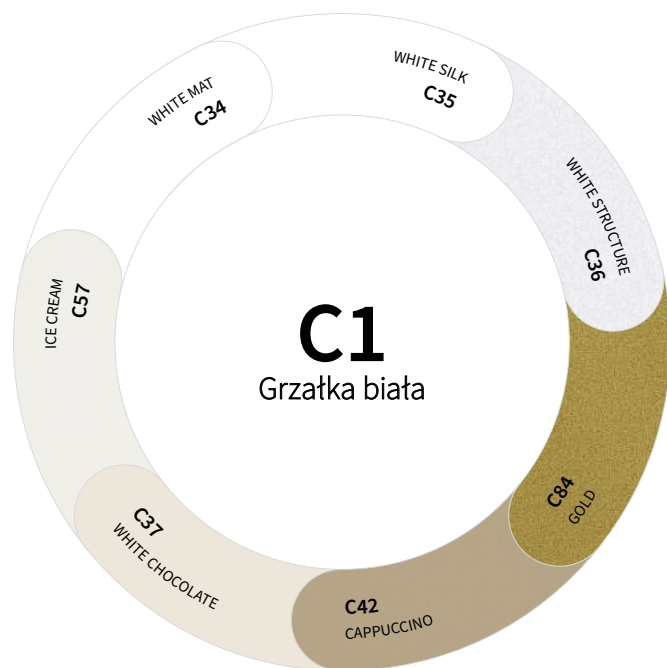 WHITE SILK
C35
WHITE STRUCTURE
C36
C84
GOLD
C42
CAPPUCCINO
C37
WHITE CHOCOLATE
ICE CREAM
C57
WHITE MAT
C34
C1
Grzałka biała